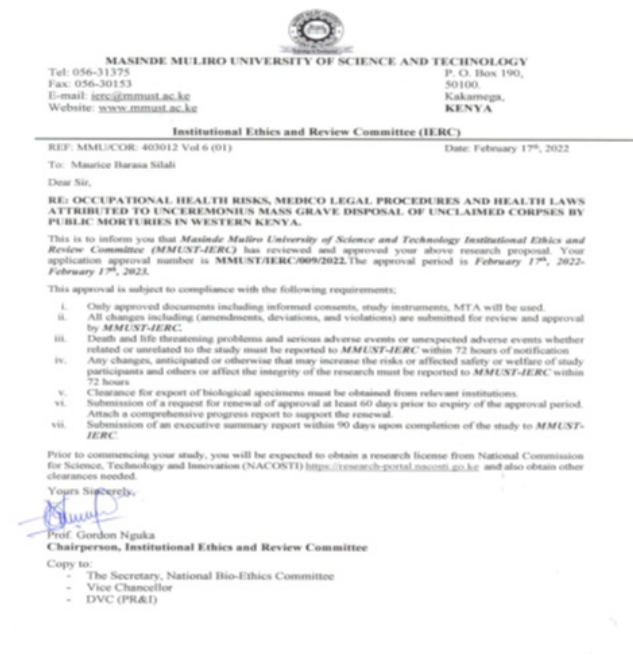 MASINDE MULIRO UNIVERSITY OF SCIENCE AND TECHNOLOGY
Tel: 056-31375
P. O. Box 190,
Fax: 056-30153
50100.
E-mail: ierc@mmust.ac.ke
Kakamega,
Website: www.mmust.ac.ke
KENYA
Institutional Ethics and Review Committee (IERC)
REF: MMU/COR: 403012 Vol 6 (01)
Date: February 17th, 2022
To: Maurice Barasa Silali
Dear Sir,
RE: OCCUPATIONAL HEALTH RISKS, MEDICO LEGAL PROCEDURES AND HEALTH LAWS
ATTRIBUTED TO UNCEREMONIUS MASS GRAVE DISPOSAL OF UNCLAIMED CORPSES BY
PUBLIC MORTURIES IN WESTERN KENYA.
This is to inform you that Masinde Muliro University of Science and Technology Institutional Ethics and
Review Committee (MMUST-IERC) has reviewed and approved your above research proposal. Your
application approval number is MMUST/IERC/009/2022. The approval period is February 17th, 2022-
February 17th, 2023.
This approval is subject to compliance with the following requirements;
i. Only approved documents including informed consents, study instruments, MTA will be used.
ii. All changes including (amendments, deviations, and violations) are submitted for review and approval
by MMUST-IERC.
iii. Death and life threatening problems and serious adverse events or unexpected adverse events whether
related or unrelated to the study must be reported to MMUST-IERC within 72 hours of notification
iv. Any changes, anticipated or otherwise that may increase the risks or affected safety or welfare of study
participants and others or affect the integrity of the research must be reported to MMUST-IERC within
72 hours
v. Clearance for export of biological specimens must be obtained from relevant institutions.
vi. Submission of a request for renewal of approval at least 60 days prior to expiry of the approval period.
Attach a comprehensive progress report to support the renewal.
vii. Submission of an executive summary report within 90 days upon completion of the study to MMUST-
IERC.
Prior to commencing your study, you will be expected to obtain a research license from National Commission
for Science, Technology and Innovation (NACOSTI) https://research-portal.nacosti.go.ke and also obtain other
clearances needed.
Yours Sincerely,
Prof. Gordon Nguka
Chairperson, Institutional Ethics and Review Committee
Copy to:
- The Secretary, National Bio-Ethics Committee
- Vice Chancellor
- DVC (PR&I)